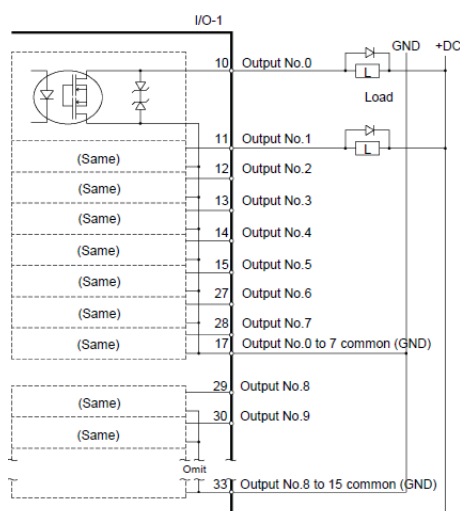 I/O-1
GND +DC
10 Output No.0
L
Load
11 Output No.1
L
(Same)
12 Output No.2
(Same)
13 Output No.3
(Same)
14 Output No.4
(Same)
15 Output No.5
(Same)
27 Output No.6
(Same)
28 Output No.7
(Same)
17 Output No.0 to 7 common (GND)
29 Output No.8
(Same)
30 Output No.9
(Same)
Omit
33 Output No.8 to 15 common (GND)